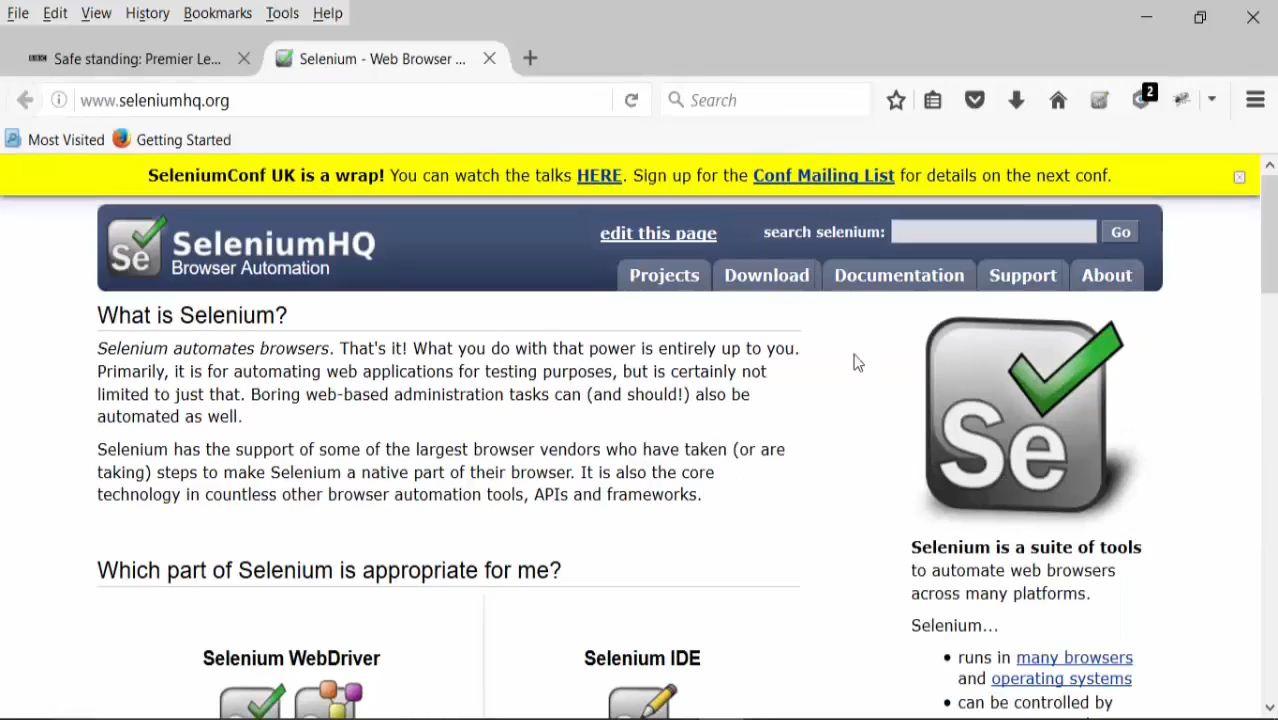 File Edit View History Bookmarks Tools Help
Safe standing: Premier Le...
Selenium - Web Browser ...
www.seleniumhq.org
Search
2
Most Visited
Getting Started
SeleniumConf UK is a wrap! You can watch the talks HERE. Sign up for the Conf Mailing List for details on the next conf.
Se
SeleniumHQ
Browser Automation
edit this page
search selenium:
Go
Projects
Download
Documentation
Support
About
What is Selenium?
Selenium automates browsers. That's it! What you do with that power is entirely up to you.
Primarily, it is for automating web applications for testing purposes, but is certainly not
limited to just that. Boring web-based administration tasks can (and should!) also be
automated as well.
Selenium has the support of some of the largest browser vendors who have taken (or are
taking) steps to make Selenium a native part of their browser. It is also the core
technology in countless other browser automation tools, APIs and frameworks.
Which part of Selenium is appropriate for me?
Selenium WebDriver
Selenium IDE
Se
Selenium is a suite of tools
to automate web browsers
across many platforms.
Selenium...
• runs in many browsers
and operating systems
• can be controlled by